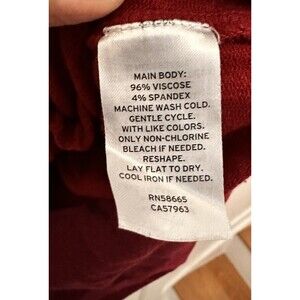 MAIN BODY:
96% VISCOSE
4% SPANDEX
MACHINE WASH COLD.
GENTLE CYCLE.
WITH LIKE COLORS.
ONLY NON-CHLORINE
BLEACH IF NEEDED.
RESHAPE.
LAY FLAT TO DRY.
COOL IRON IF NEEDED.
RN58665
CA57963